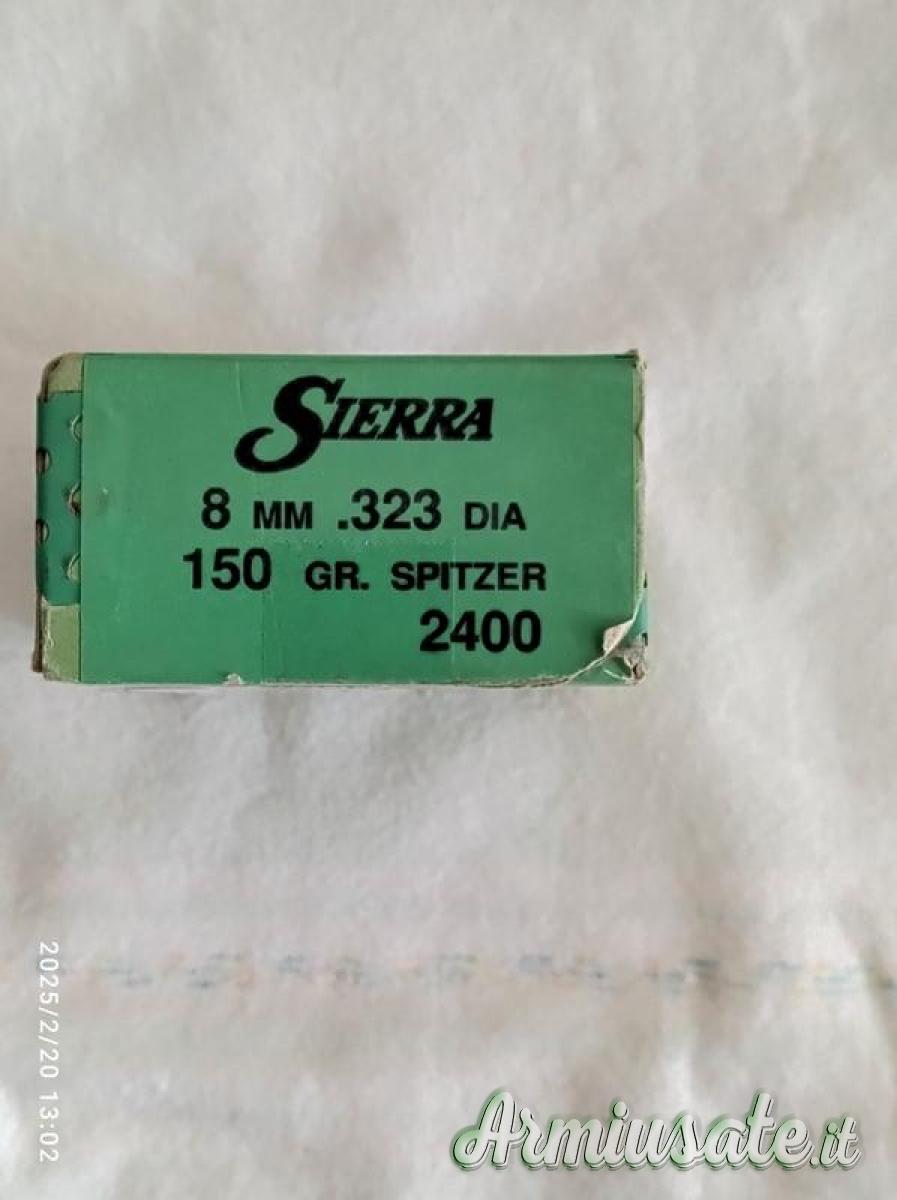 SIERRA
8 MM .323 DIA
150 GR. SPITZER
2400
2025/2/20 13:02
Armiusate.it